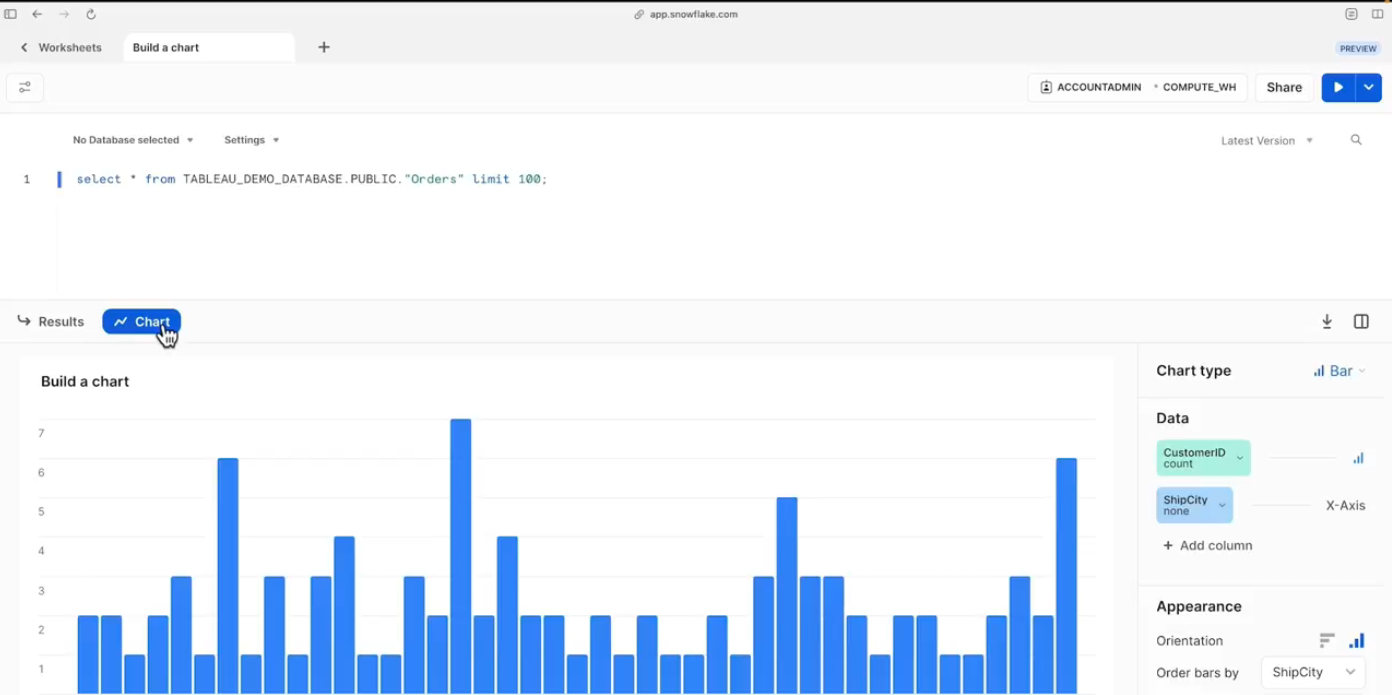 app.snowflake.com
Worksheets
Build a chart
+
PREVIEW
ACCOUNTADMIN • COMPUTE_WH
Share
No Database selected
Settings
Latest Version
1
select * from TABLEAU_DEMO_DATABASE.PUBLIC."Orders" limit 100;
Results
Chart
Build a chart
7
6
5
4
3
2
1
Chart type
Bar
Data
CustomerID
count
ShipCity
none
X-Axis
+ Add column
Appearance
Orientation
Order bars by
ShipCity